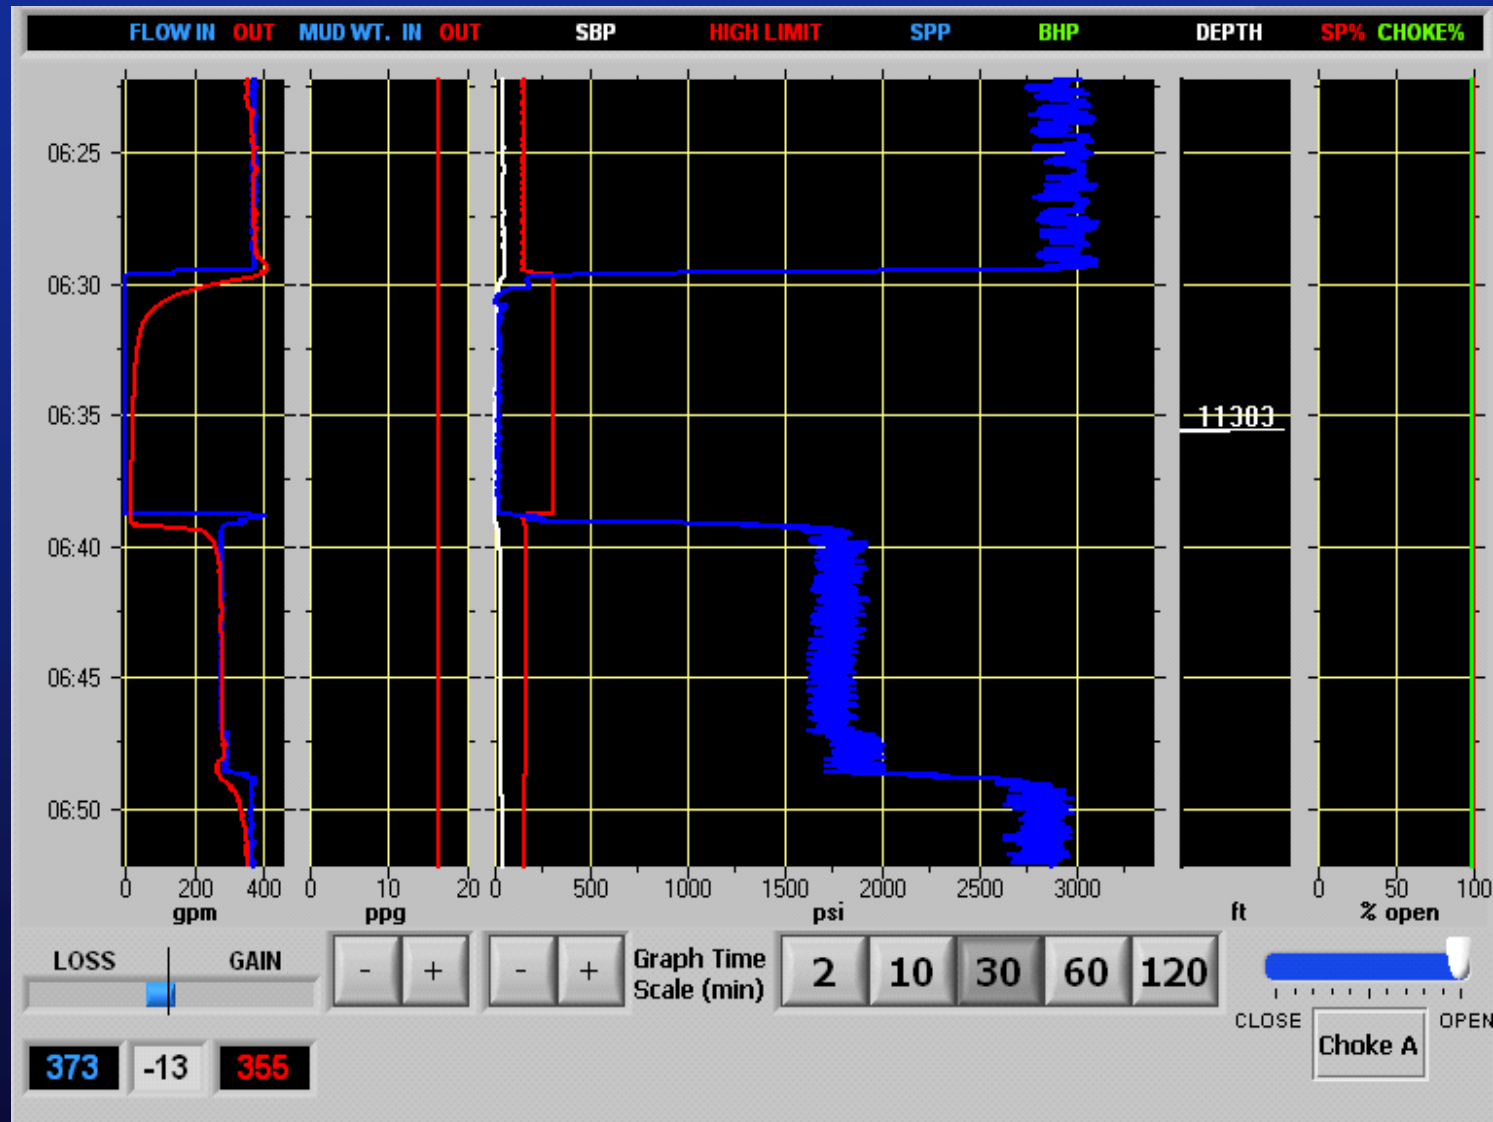 FLOW IN OUT MUD WT. IN OUT SBP HIGH LIMIT SPP BHP DEPTH SP% CHOKE%
06:25
06:30
06:35
11303
06:40
06:45
06:50
0 200 400 0 10 20 0 500 1000 1500 2000 2500 3000 0 50 100
gpm ppg psi ft % open
LOSS GAIN - + - + Graph Time Scale (min) 2 10 30 60 120
CLOSE OPEN
Choke A
373 -13 355